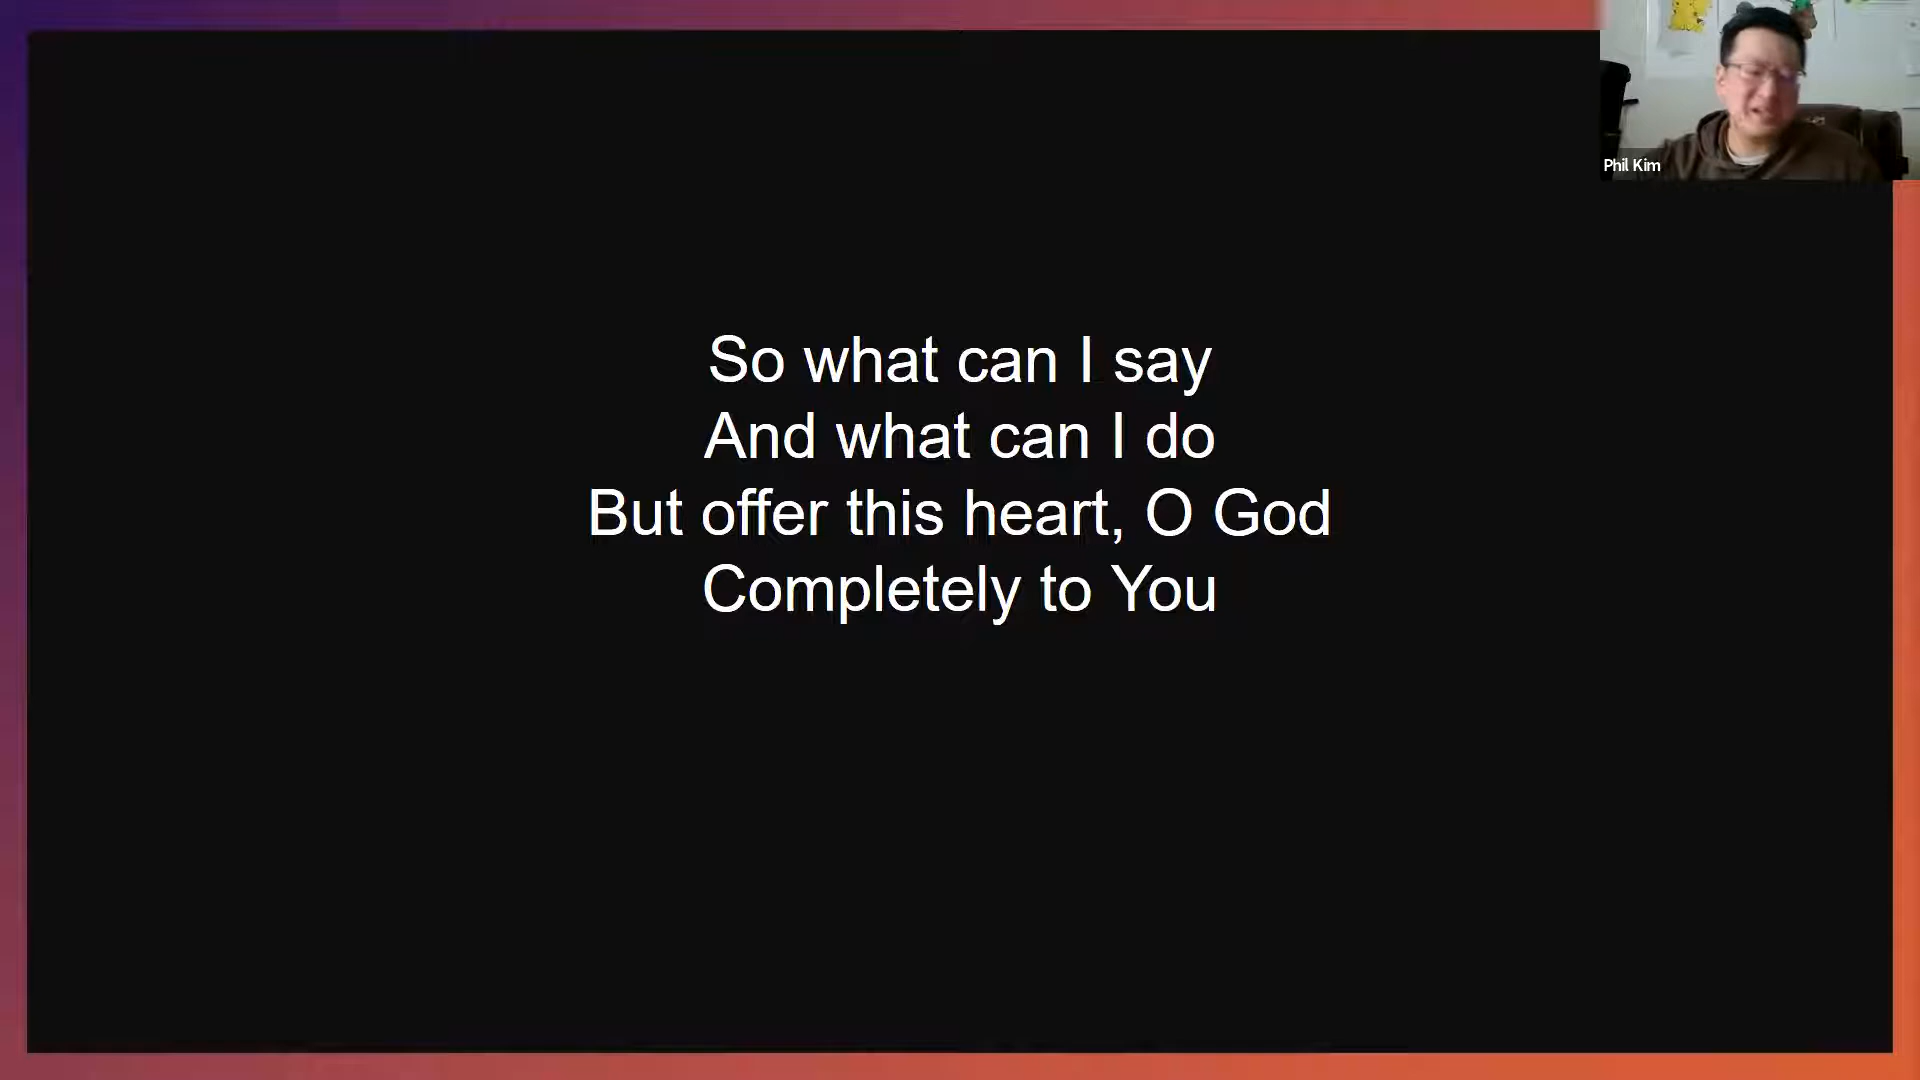 Phil Kim
So what can I say
And what can I do
But offer this heart, O God
Completely to You